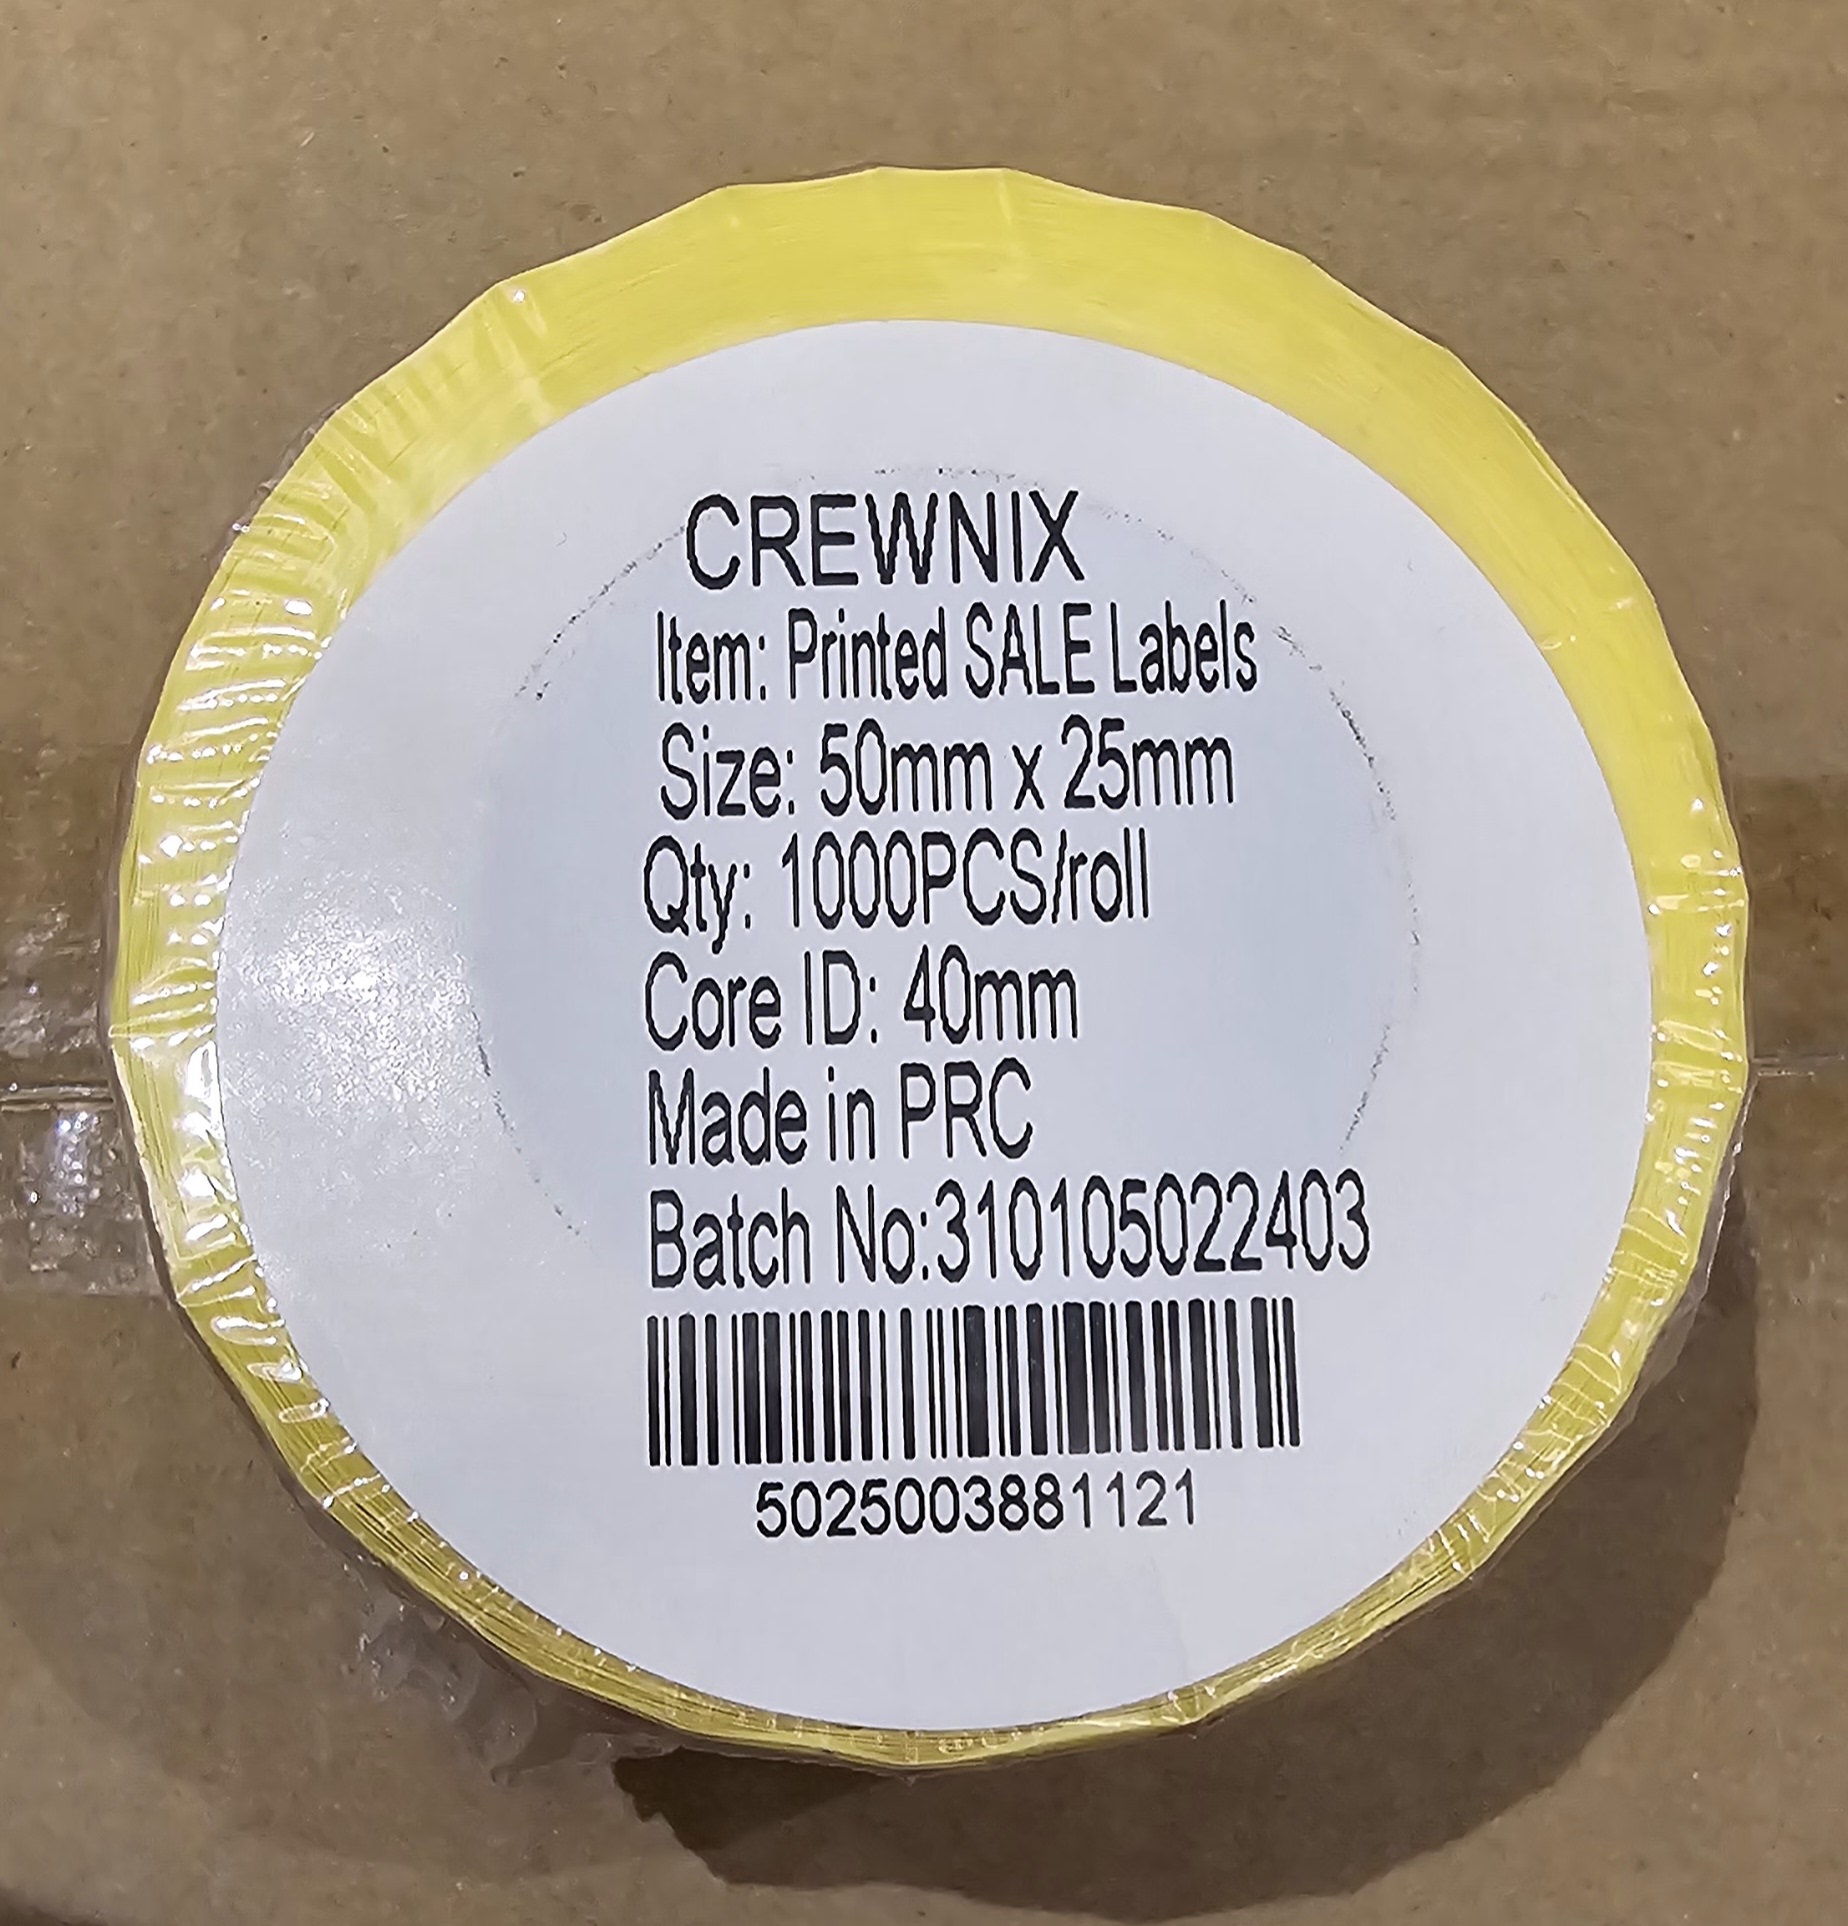 CREWNIX
Item: Printed SALE Labels
Size: 50mm x 25mm
Qty: 1000PCS/roll
Core ID: 40mm
Made in PRC
Batch No:310105022403
5025003881121